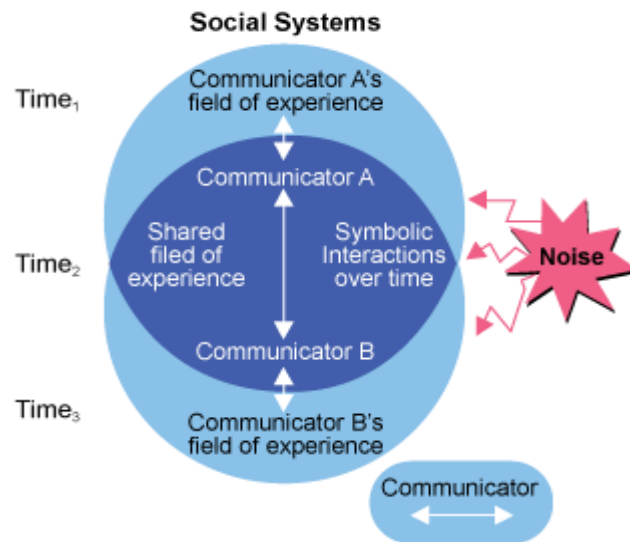 Social Systems
Time₁
Communicator A's
field of experience
Communicator A
Time₂
Shared
filed of
experience
Symbolic
Interactions
over time
Noise
Communicator B
Time₃
Communicator B's
field of experience
Communicator